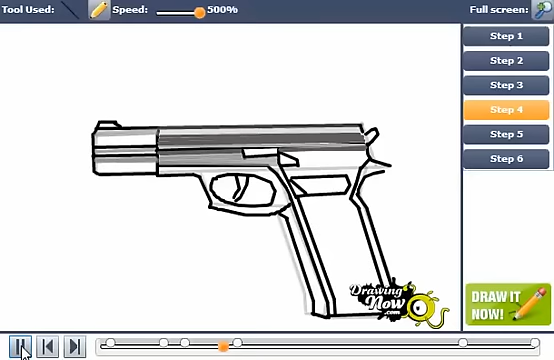 Tool Used: Speed: 500% Full screen:
Step 1
Step 2
Step 3
Step 4
Step 5
Step 6
Drawing
Now.com
DRAW IT
NOW!